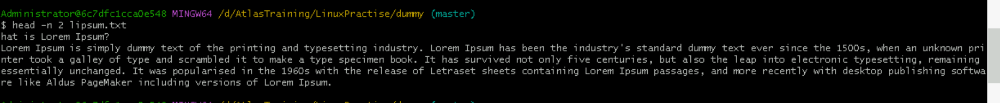 Administrator@6c7dfc1cca0e548 MINGW64 /d/AtlasTraining/LinuxPractise/dummy (master)
$ head -n 2 lipsum.txt
hat is Lorem Ipsum?
Lorem Ipsum is simply dummy text of the printing and typesetting industry. Lorem Ipsum has been the industry's standard dummy text ever since the 1500s, when an unknown pri
nter took a galley of type and scrambled it to make a type specimen book. It has survived not only five centuries, but also the leap into electronic typesetting, remaining
essentially unchanged. It was popularised in the 1960s with the release of Letraset sheets containing Lorem Ipsum passages, and more recently with desktop publishing softwa
re like Aldus PageMaker including versions of Lorem Ipsum.